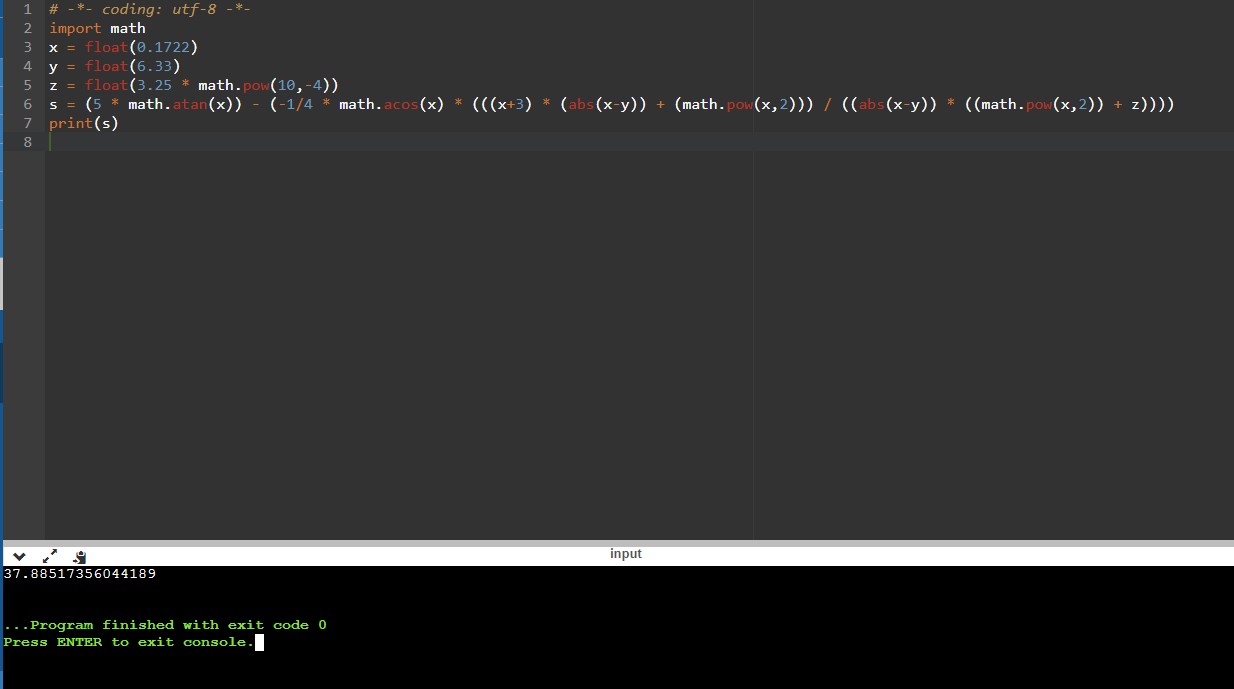 1 # -*- coding: utf-8 -*-
2 import math
3 x = float(0.1722)
4 y = float(6.33)
5 z = float(3.25 * math.pow(10,-4))
6 s = (5 * math.atan(x)) - (-1/4 * math.acos(x) * (((x+3) * (abs(x-y)) + (math.pow(x,2))) / ((abs(x-y)) * ((math.pow(x,2)) + z))))
7 print(s)
8
input
37.88517356044189
...Program finished with exit code 0
Press ENTER to exit console.